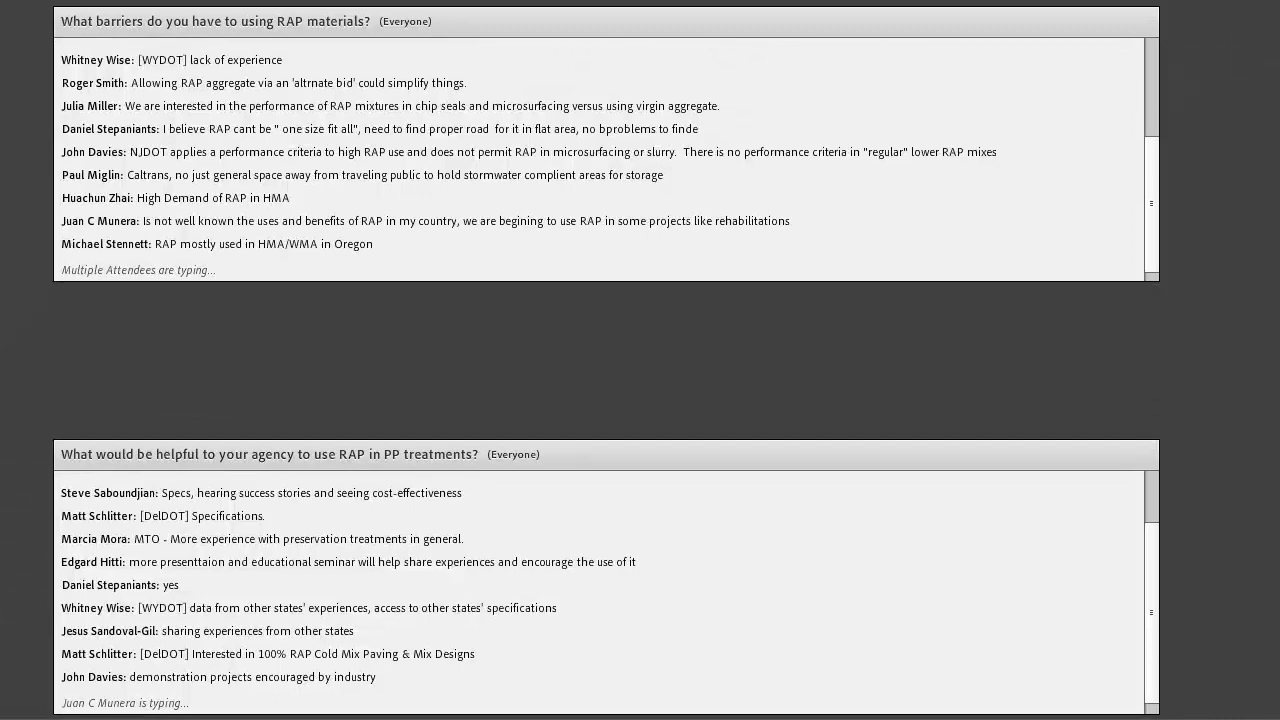 What barriers do you have to using RAP materials? (Everyone)
Whitney Wise: [WYDOT] lack of experience
Roger Smith: Allowing RAP aggregate via an 'altrnate bid' could simplify things.
Julia Miller: We are interested in the performance of RAP mixtures in chip seals and microsurfacing versus using virgin aggregate.
Daniel Stepaniants: I believe RAP cant be " one size fit all", need to find proper road  for it in flat area, no bproblems to finde
John Davies: NJDOT applies a performance criteria to high RAP use and does not permit RAP in microsurfacing or slurry.  There is no performance criteria in "regular" lower RAP mixes
Paul Miglin: Caltrans, no just general space away from traveling public to hold stormwater complient areas for storage
Huachun Zhai: High Demand of RAP in HMA
Juan C Munera: Is not well known the uses and benefits of RAP in my country, we are begining to use RAP in some projects like rehabilitations
Michael Stennett: RAP mostly used in HMA/WMA in Oregon
Multiple Attendees are typing...
What would be helpful to your agency to use RAP in PP treatments? (Everyone)
Steve Saboundjian: Specs, hearing success stories and seeing cost-effectiveness
Matt Schlitter: [DelDOT] Specifications.
Marcia Mora: MTO - More experience with preservation treatments in general.
Edgard Hitti: more presenttaion and educational seminar will help share experiences and encourage the use of it
Daniel Stepaniants: yes
Whitney Wise: [WYDOT] data from other states' experiences, access to other states' specifications
Jesus Sandoval-Gil: sharing experiences from other states
Matt Schlitter: [DelDOT] Interested in 100% RAP Cold Mix Paving & Mix Designs
John Davies: demonstration projects encouraged by industry
Juan C Munera is typing...